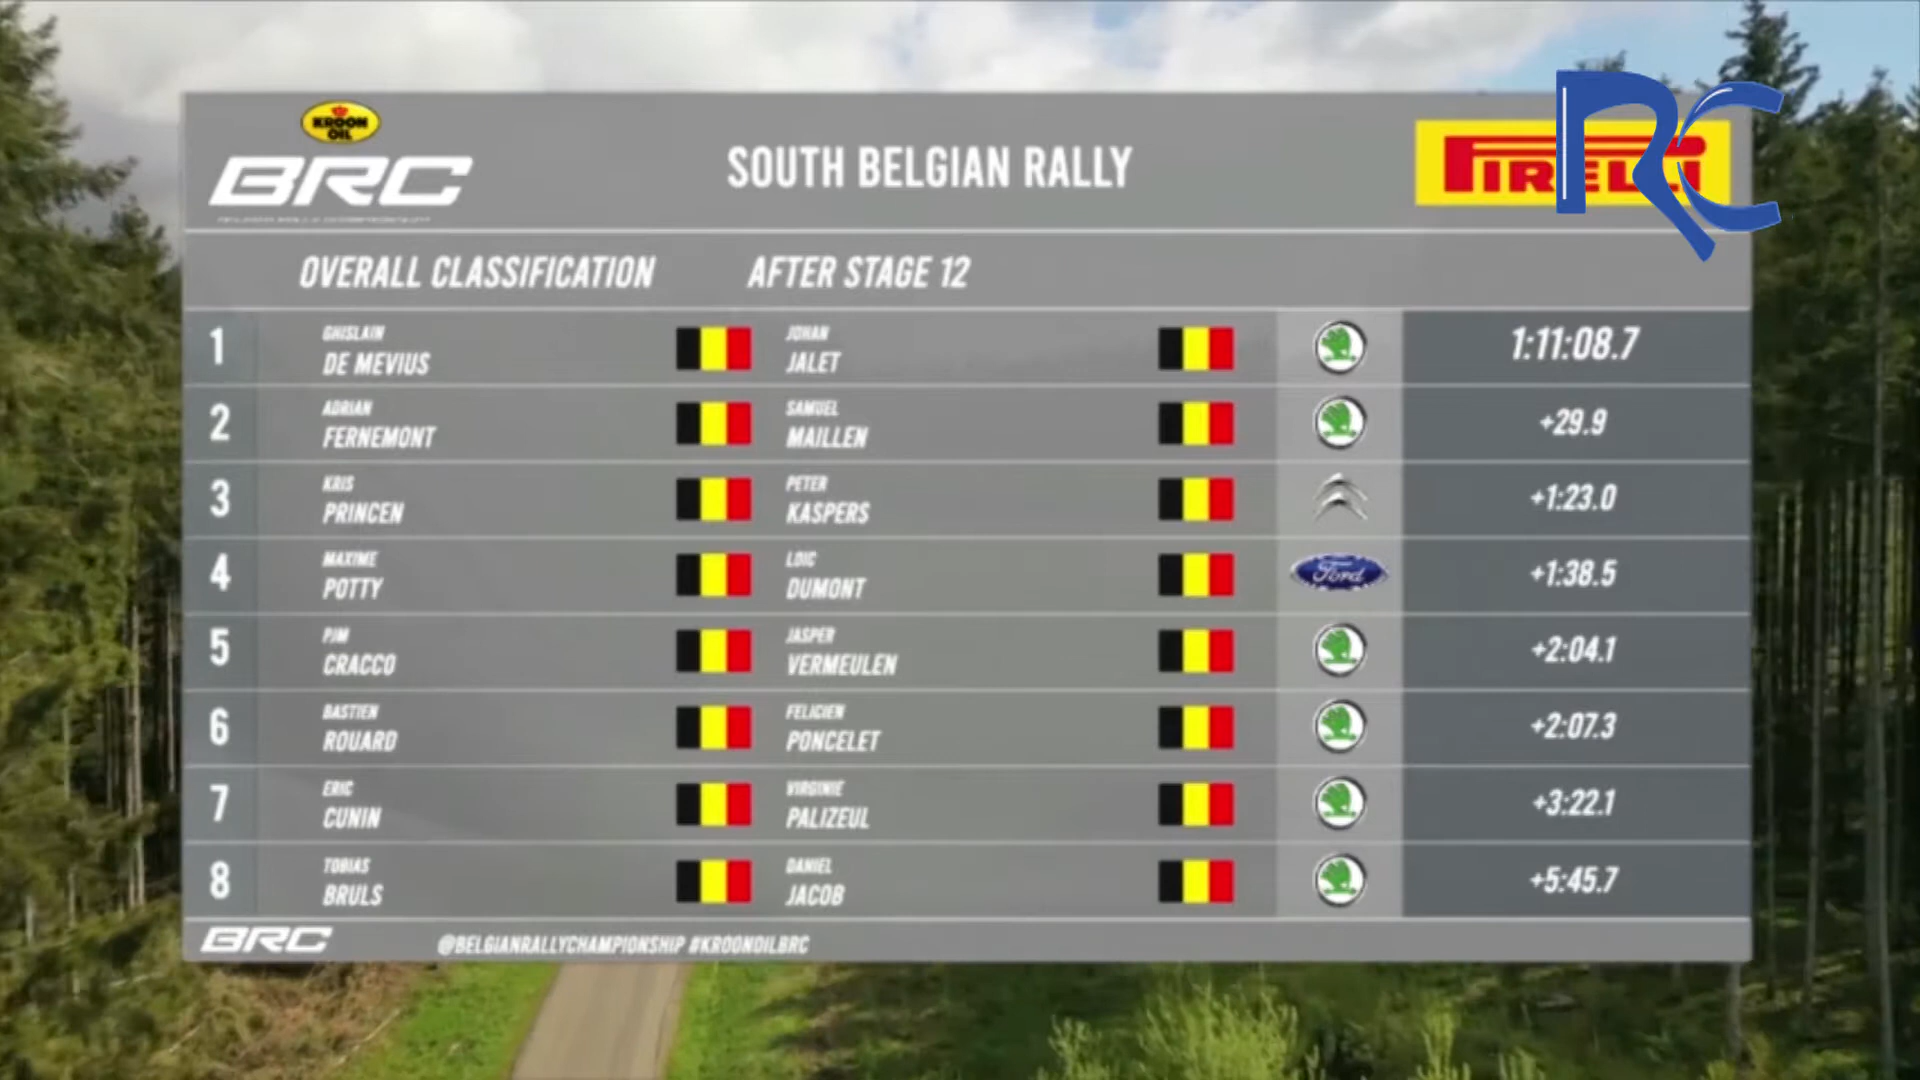 KROON
OIL
BRC
SOUTH BELGIAN RALLY
PIRELLI
RC
OVERALL CLASSIFICATION AFTER STAGE 12
1 GHISLAIN DE MEVIUS JOHAN JALET 1:11:08.7
2 ADRIAN FERNEMONT SAMUEL MAILLEN +29.9
3 KRIS PRINCEN PETER KASPERS +1:23.0
4 MAXIME POTTY LOIC DUMONT Ford +1:38.5
5 PJM CRACCO JASPER VERMEULEN +2:04.1
6 BASTIEN ROUARD FELICIEN PONCELET +2:07.3
7 ERIC CUNIN VIRGINIE PALIZEUL +3:22.1
8 TOBIAS BRULS DANIEL JACOB +5:45.7
BRC @BELGIANRALLYCHAMPIONSHIP #KROONOILBRC